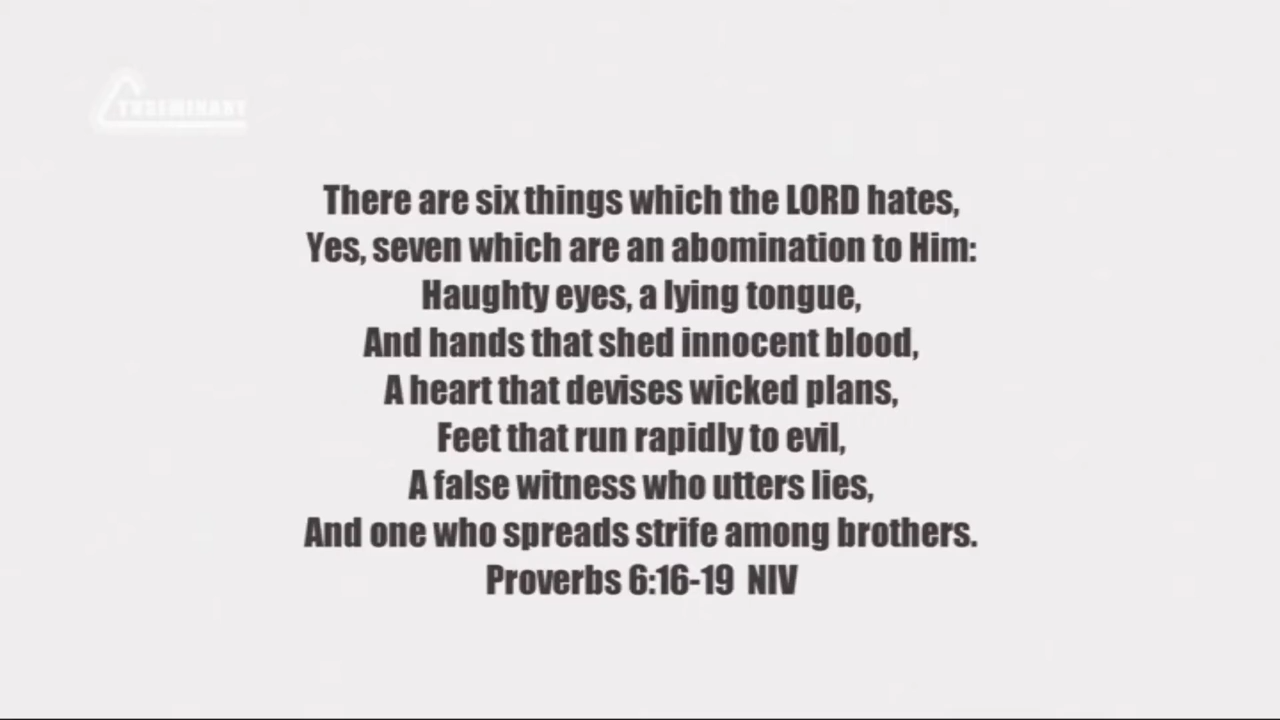 There are six things which the LORD hates,
Yes, seven which are an abomination to Him:
Haughty eyes, a lying tongue,
And hands that shed innocent blood,
A heart that devises wicked plans,
Feet that run rapidly to evil,
A false witness who utters lies,
And one who spreads strife among brothers.
Proverbs 6:16-19 NIV